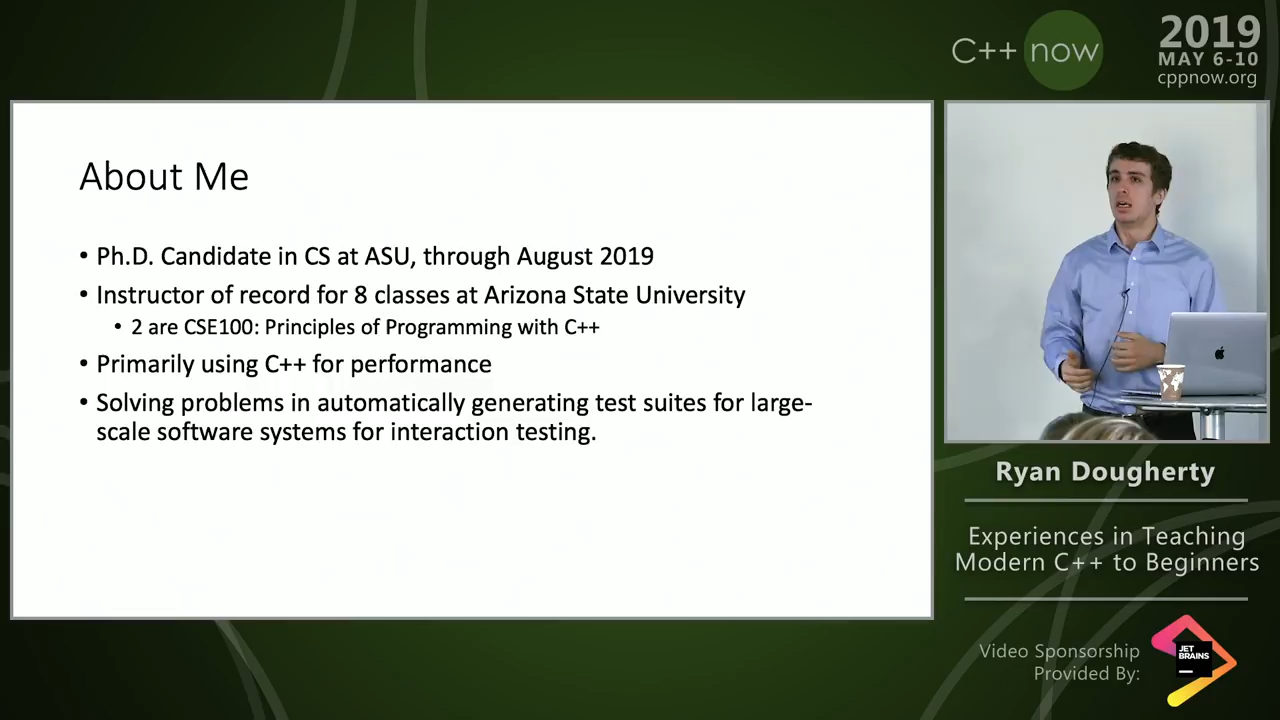 C++ now
2019
MAY 6-10
cppnow.org
About Me
• Ph.D. Candidate in CS at ASU, through August 2019
• Instructor of record for 8 classes at Arizona State University
• 2 are CSE100: Principles of Programming with C++
• Primarily using C++ for performance
• Solving problems in automatically generating test suites for large-
scale software systems for interaction testing.
Ryan Dougherty
Experiences in Teaching
Modern C++ to Beginners
Video Sponsorship
Provided By:
JET
BRAINS